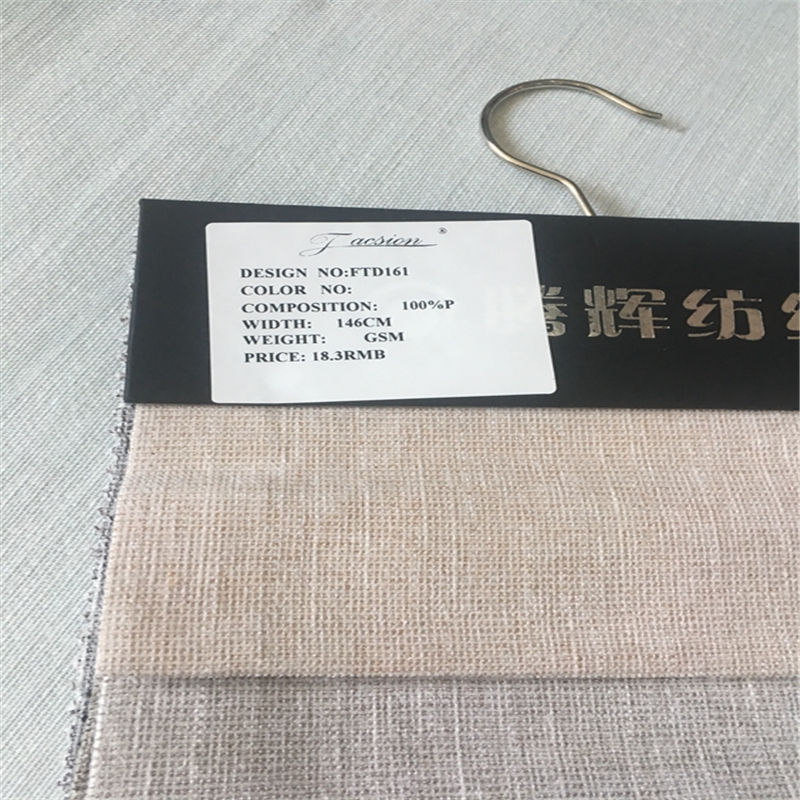 Facsion®
DESIGN NO:FTD161
COLOR NO:
COMPOSITION: 100%P
WIDTH: 146CM
WEIGHT: GSM
PRICE: 18.3RMB
辉纺